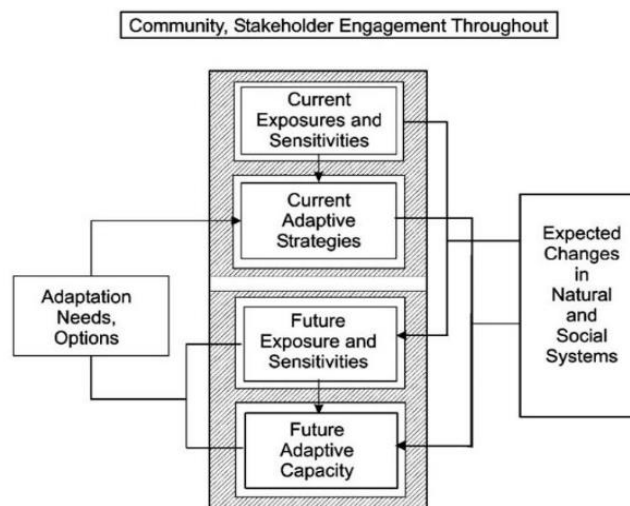 Community, Stakeholder Engagement Throughout
Current
Exposures and
Sensitivities
Current
Adaptive
Strategies
Adaptation
Needs,
Options
Future
Exposure and
Sensitivities
Future
Adaptive
Capacity
Expected
Changes
in
Natural
and
Social
Systems